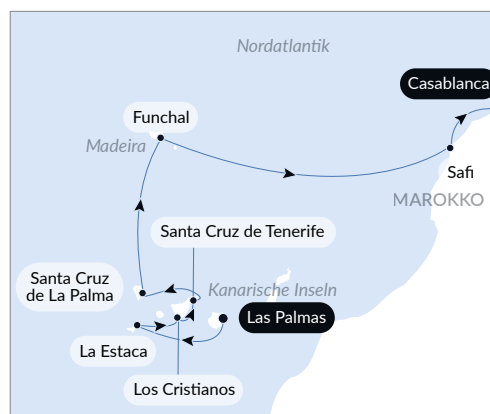 Nordatlantik
Casablanca
Funchal
Madeira
Safi
MAROKKO
Santa Cruz de Tenerife
Santa Cruz
de La Palma
Kanarische Inseln
Las Palmas
La Estaca
Los Cristianos